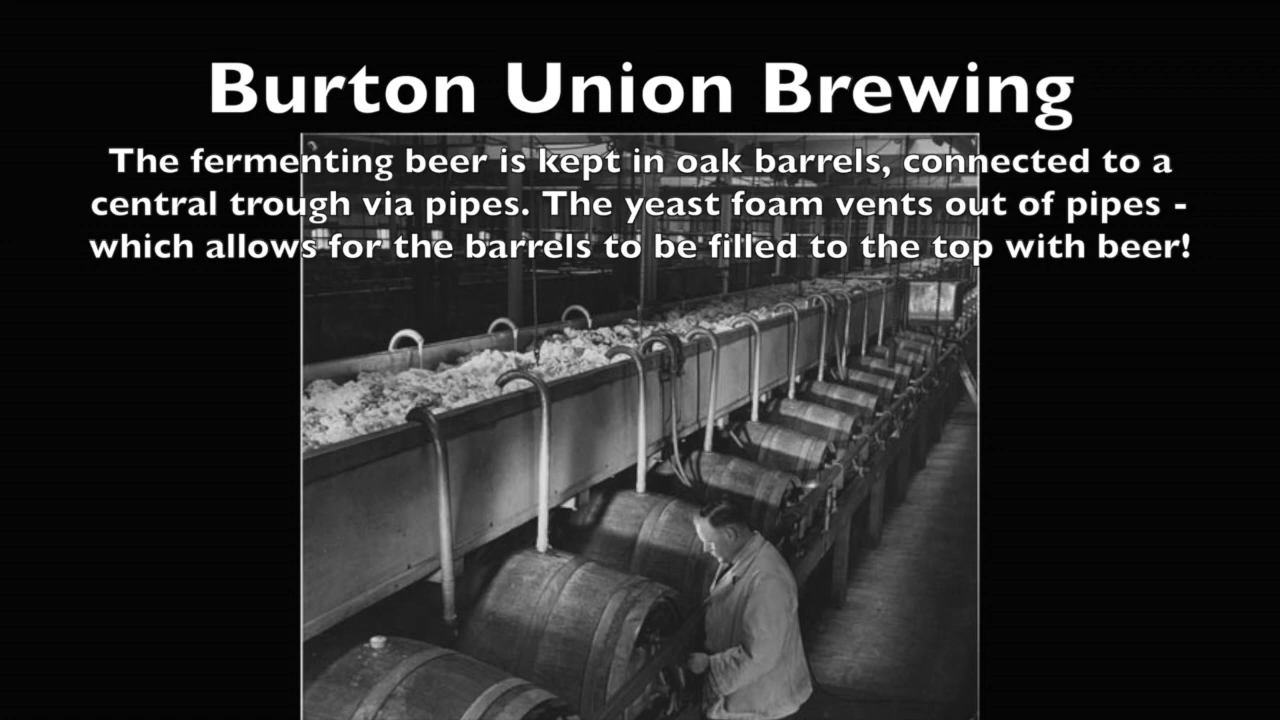 Burton Union Brewing
The fermenting beer is kept in oak barrels, connected to a
central trough via pipes. The yeast foam vents out of pipes -
which allows for the barrels to be filled to the top with beer!